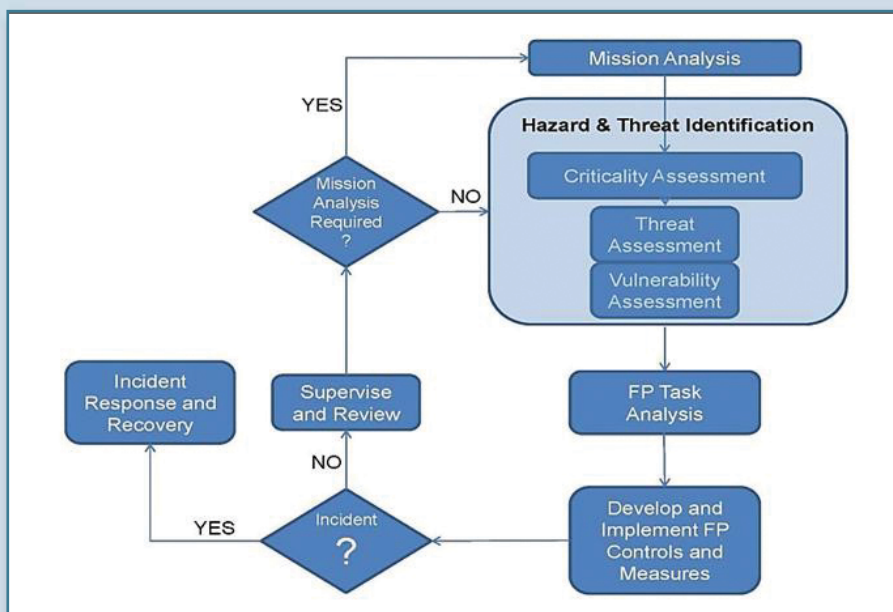 Mission Analysis
YES
Hazard & Threat Identification
Criticality Assessment
Mission
Analysis
Required
?
NO
Threat
Assessment
Vulnerability
Assessment
Incident
Response and
Recovery
Supervise
and Review
FP Task
Analysis
NO
YES
Incident
?
Develop and
Implement FP
Controls and
Measures